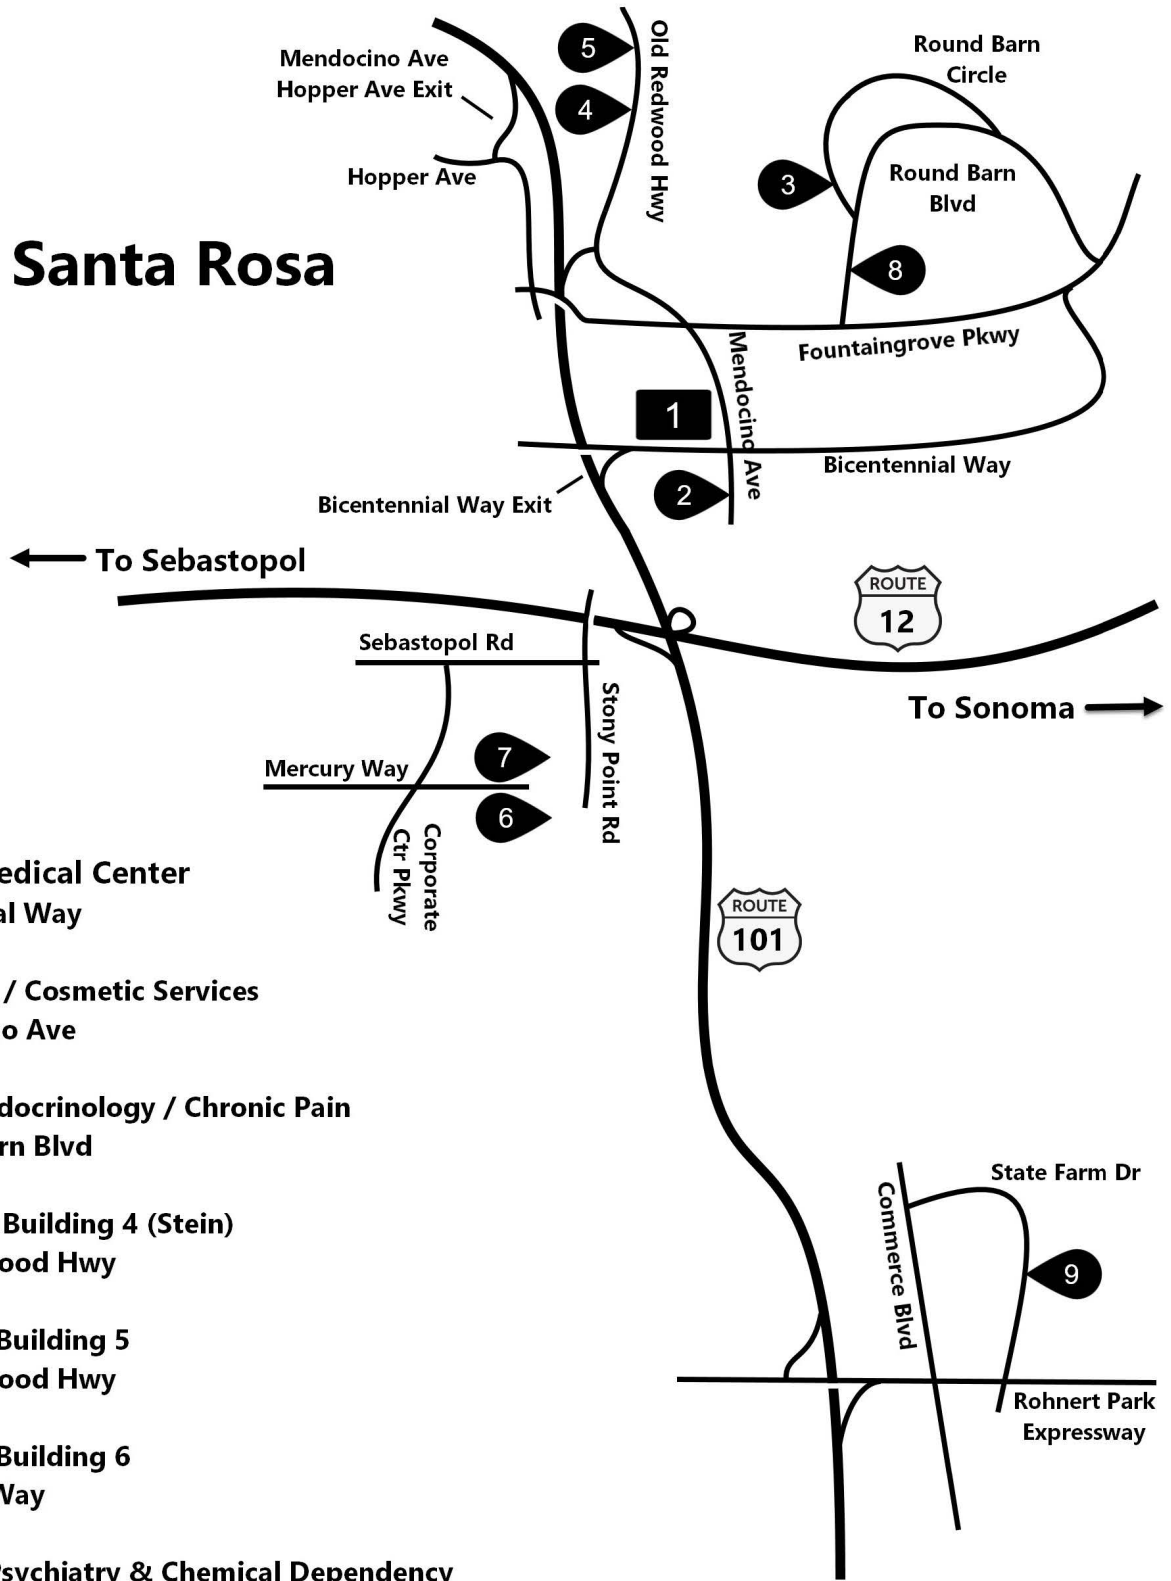 Mendocino Ave
Hopper Ave Exit
Hopper Ave
5
4
Old Redwood Hwy
Round Barn
Circle
Round Barn
Blvd
3
8
Santa Rosa
Fountaingrove Pkwy
Mendocino Ave
1
Bicentennial Way
2
Bicentennial Way Exit
To Sebastopol
ROUTE
12
Sebastopol Rd
To Sonoma
Stony Point Rd
7
Mercury Way
6
Corporate
Ctr Pkwy
edical Center
al Way
ROUTE
101
/ Cosmetic Services
o Ave
docrinology / Chronic Pain
rn Blvd
State Farm Dr
Commerce Blvd
Building 4 (Stein)
ood Hwy
9
Building 5
ood Hwy
Rohnert Park
Expressway
Building 6
Way
Psychiatry & Chemical Dependency